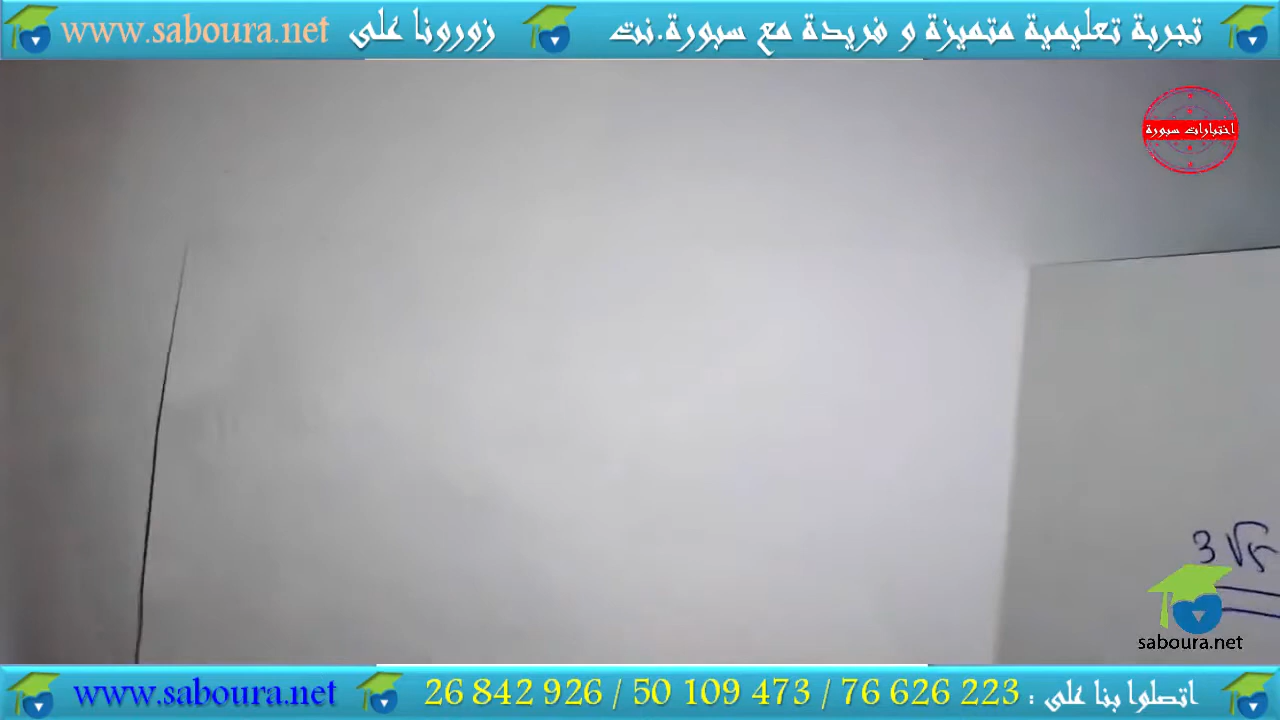 تجربة تعليمية متميزة و فريدة مع سبورة.نت زورونا على www.saboura.net
اختبارات سبورة
3√5
saboura.net
اتصلوا بنا على : 26 842 926 / 50 109 473 / 76 626 223 www.saboura.net